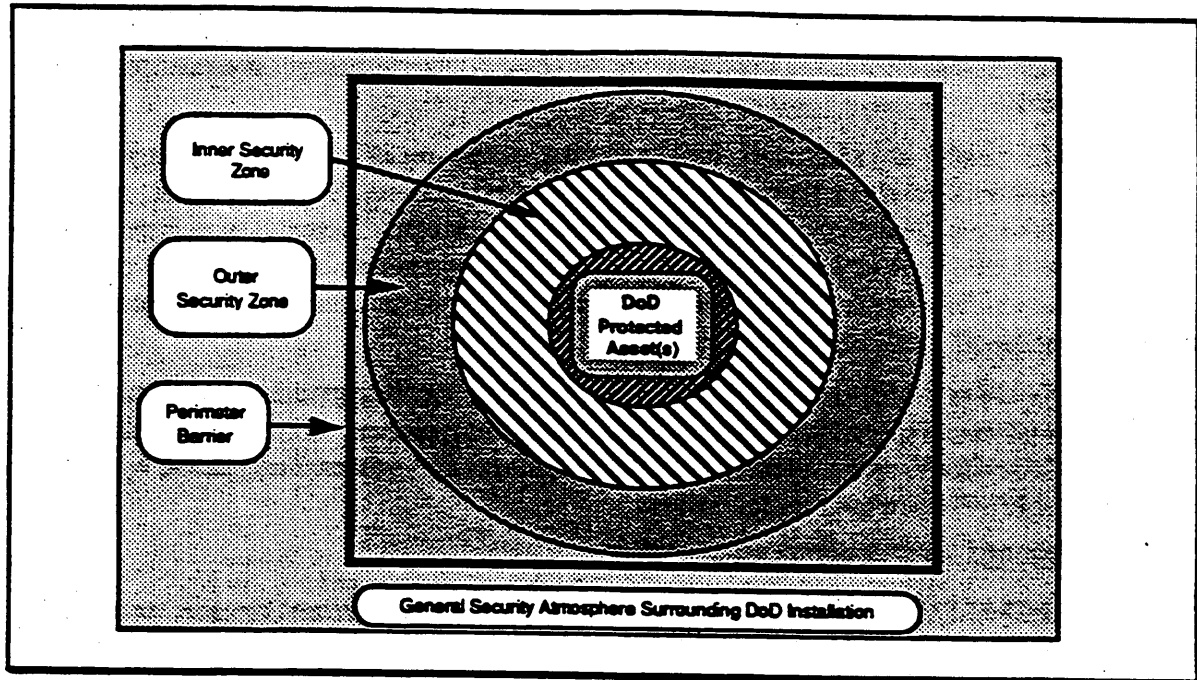 Inner Security
Zone
Outer
Security Zone
Perimeter
Barrier
DoD
Protected
Asset(s)
General Security Atmosphere Surrounding DoD Installation